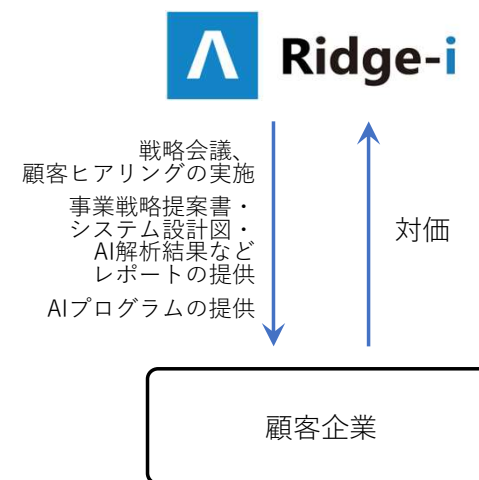 Ridge-i
戦略会議、
顧客ヒアリングの実施
事業戦略提案書・
システム設計図・
AI解析結果など
レポートの提供
AIプログラムの提供
対価
顧客企業